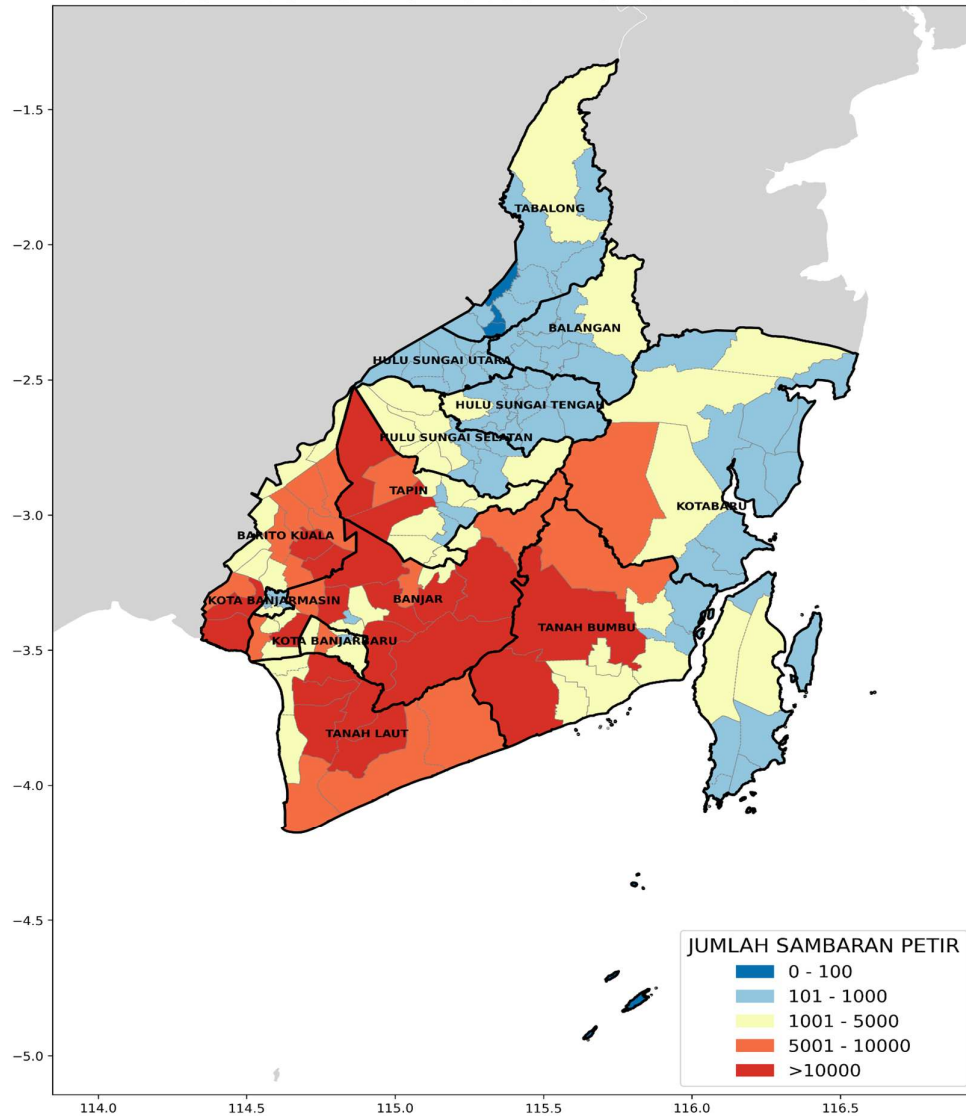 −1.5
−2.0
−2.5
−3.0
−3.5
−4.0
−4.5
−5.0
TABALONG
BALANGAN
HULU SUNGAI UTARA
HULU SUNGAI TENGAH
HULU SUNGAI SELATAN
TAPIN
KOTABARU
BARITO KUALA
KOTA BANJARMASIN
BANJAR
TANAH BUMBU
KOTA BANJARBARU
TANAH LAUT
JUMLAH SAMBARAN PETIR
0 - 100
101 - 1000
1001 - 5000
5001 - 10000
>10000
114.0 114.5 115.0 115.5 116.0 116.5